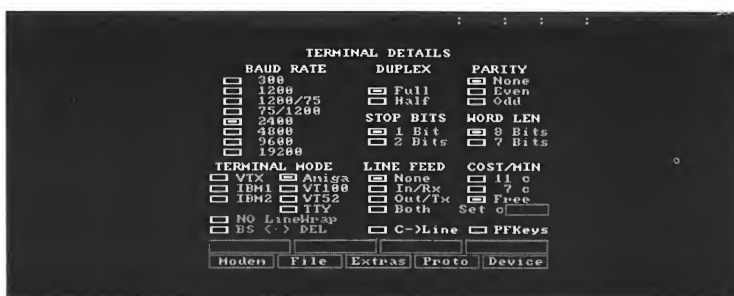 TERMINAL DETAILS
BAUD RATE DUPLEX PARITY
300 None
1200 Full Even
1200/75 Half Odd
75/1200
2400 STOP BITS WORD LEN
4800 1 Bit 8 Bits
9600 2 Bits 7 Bits
19200
TERMINAL MODE LINE FEED COST/MIN
VTX Amiga None 11 c
IBM1 VT100 In/Rx 7 c
IBM2 VT52 Out/Tx Free
TTY Both Set c
NO LineWrap
BS <-> DEL C->Line PFKeys
Modem File Extras Proto Device